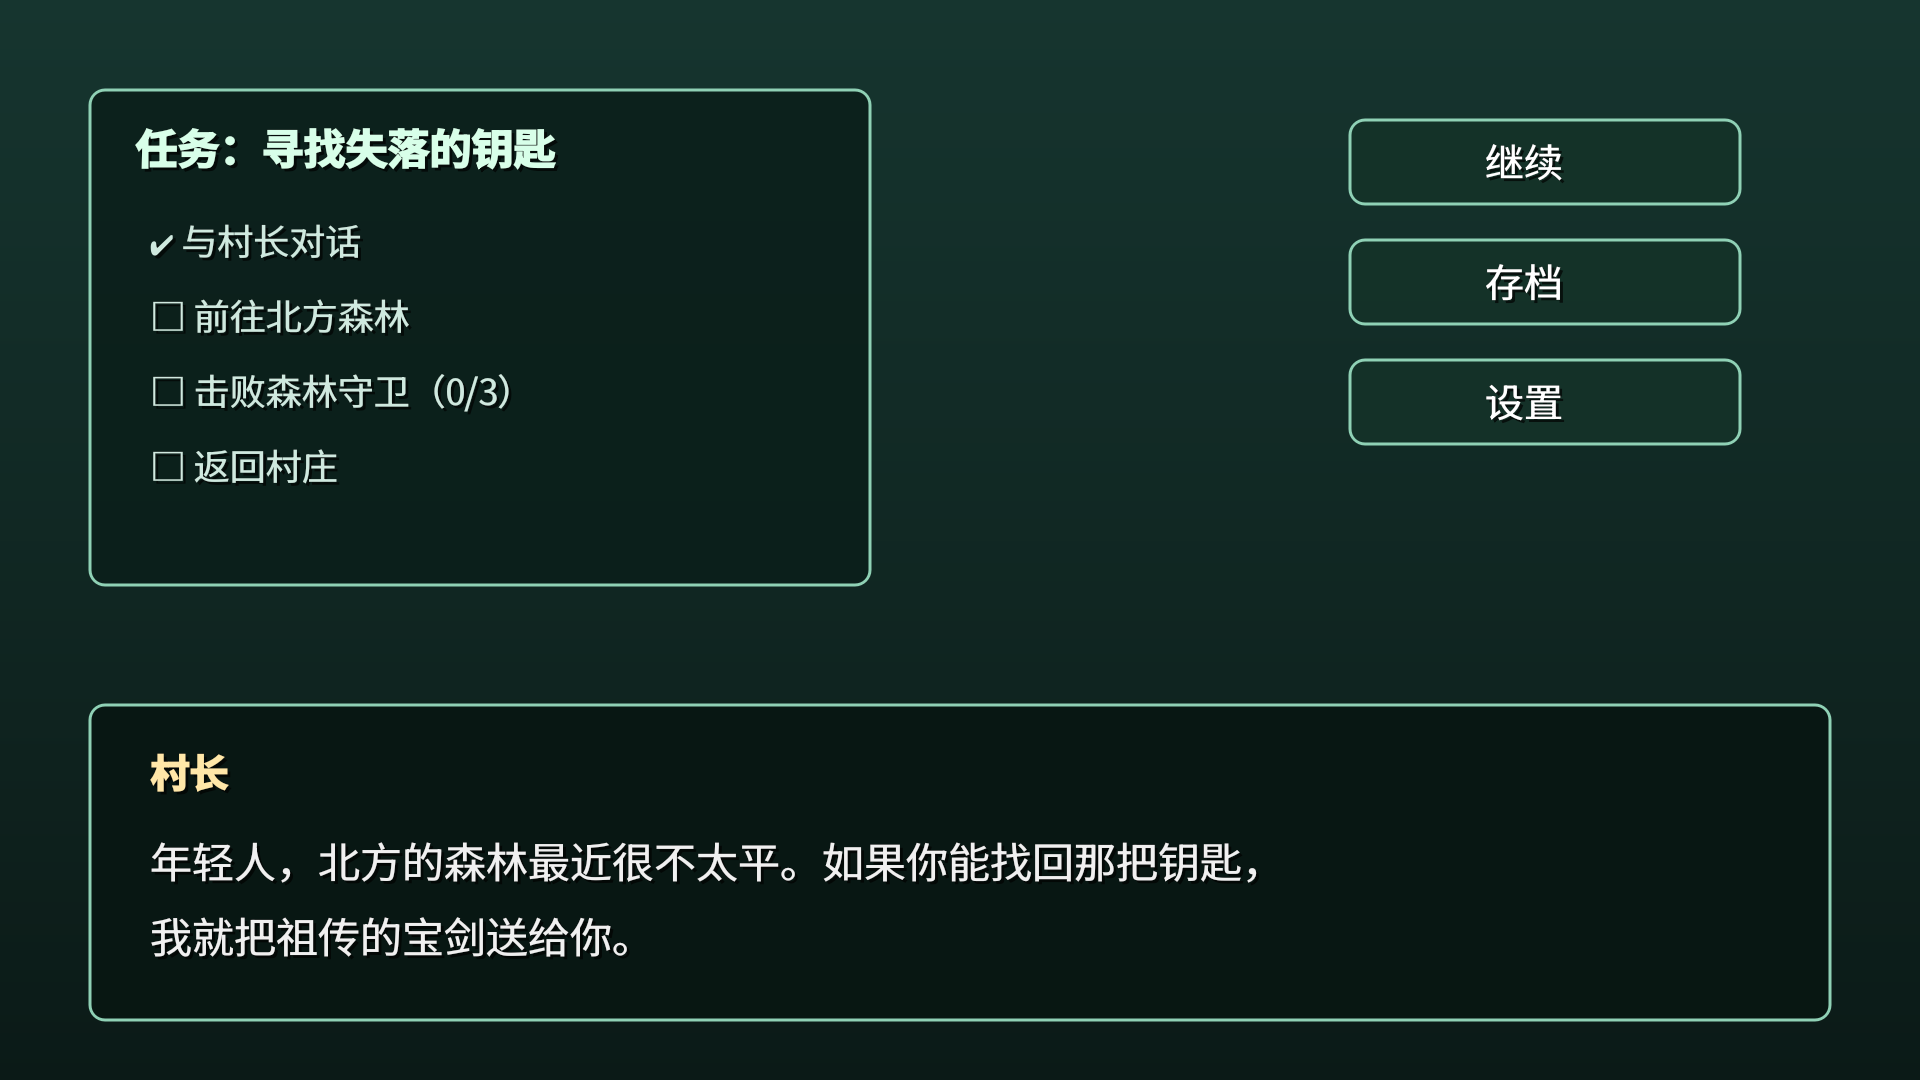 任务：寻找失落的钥匙
✔ 与村长对话
☐ 前往北方森林
☐ 击败森林守卫（0/3）
☐ 返回村庄
继续
存档
设置
村长
年轻人，北方的森林最近很不太平。如果你能找回那把钥匙，
我就把祖传的宝剑送给你。